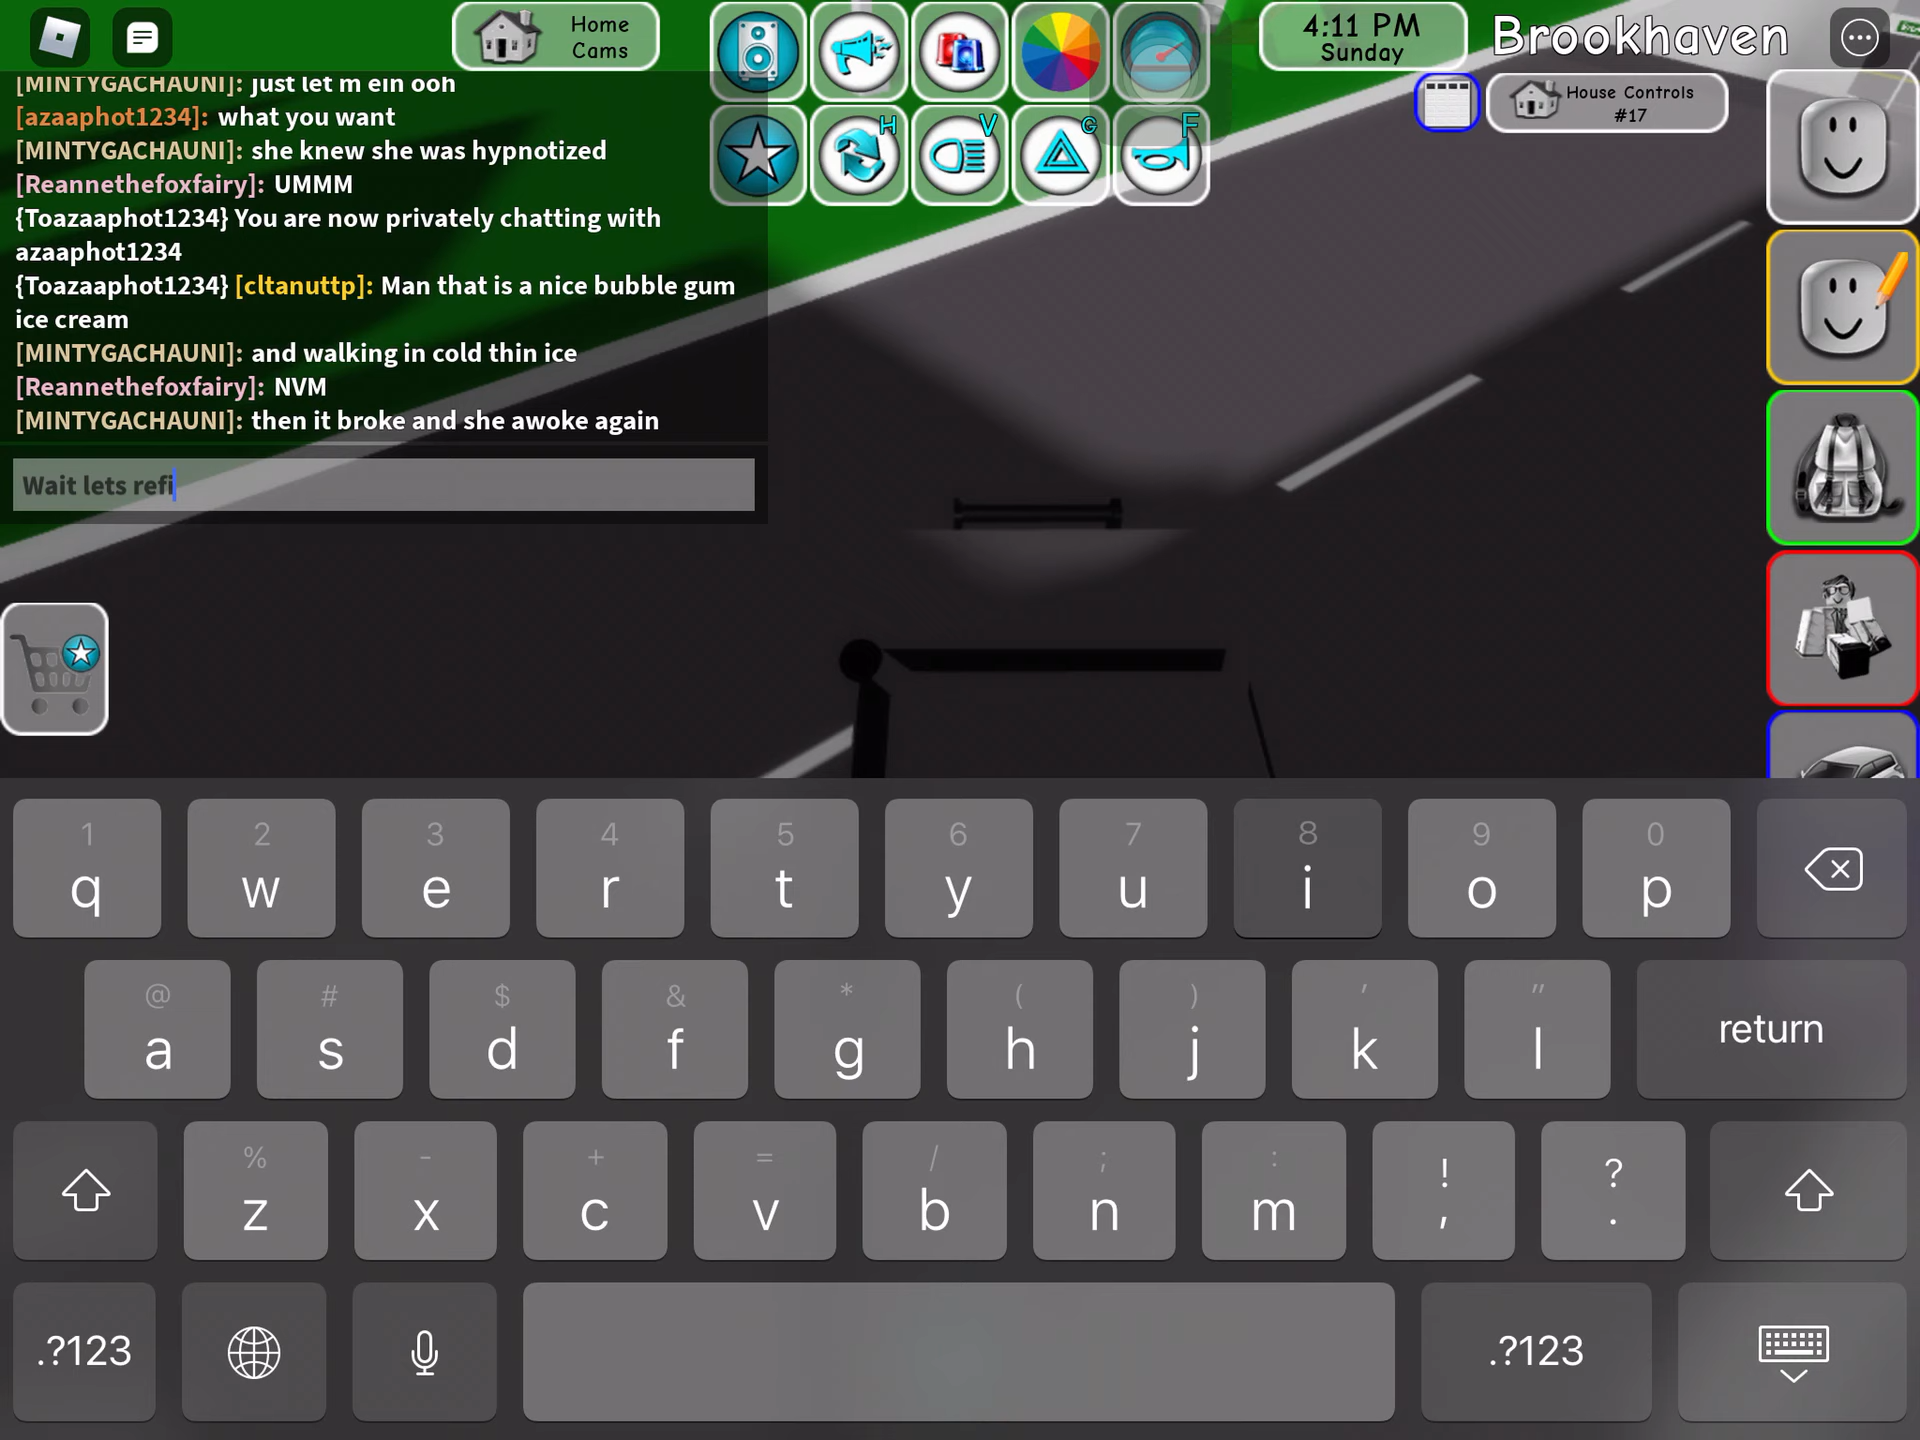 Home
Cams
4:11 PM
Sunday
Brookhaven
House Controls
#17
H
V
G
F
[MINTYGACHAUNI]: just let m ein ooh
[azaaphot1234]: what you want
[MINTYGACHAUNI]: she knew she was hypnotized
[Reannethefoxfairy]: UMMM
{Toazaaphot1234} You are now privately chatting with
azaaphot1234
{Toazaaphot1234} [cltanuttp]: Man that is a nice bubble gum
ice cream
[MINTYGACHAUNI]: and walking in cold thin ice
[Reannethefoxfairy]: NVM
[MINTYGACHAUNI]: then it broke and she awoke again
Wait lets refi
1 2 3 4 5 6 7 8 9 0
q w e r t y u i o p
@ # $ & * ( ) ' "
a s d f g h j k l return
% - + = / ; : ! ?
z x c v b n m , .
.?123 .?123